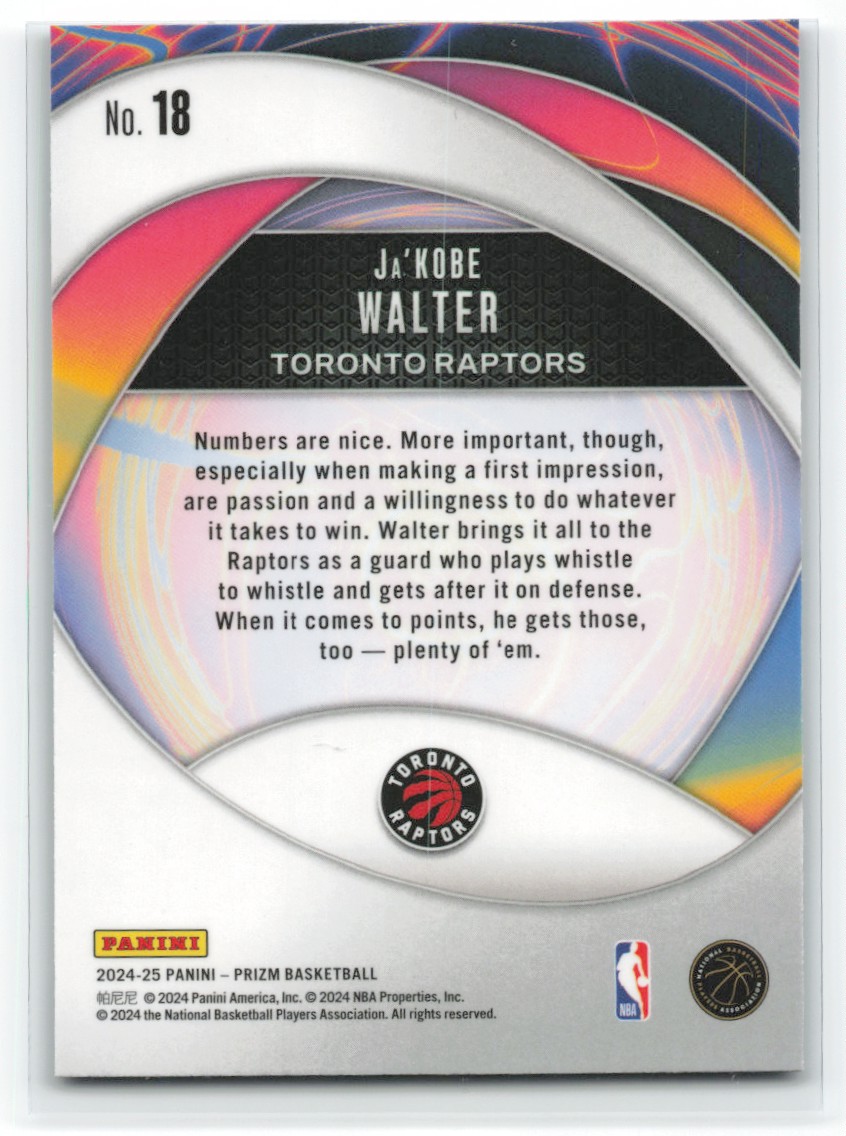 No. 18
JA'KOBE
WALTER
TORONTO RAPTORS
Numbers are nice. More important, though,
especially when making a first impression,
are passion and a willingness to do whatever
it takes to win. Walter brings it all to the
Raptors as a guard who plays whistle
to whistle and gets after it on defense.
When it comes to points, he gets those,
too — plenty of ‘em.
TORONTO
RAPTORS
PANINI
2024-25 PANINI – PRIZM BASKETBALL
帕尼尼 © 2024 Panini America, Inc. © 2024 NBA Properties, Inc.
© 2024 the National Basketball Players Association. All rights reserved.
NBA
NATIONAL BASKETBALL
PLAYERS ASSOCIATION